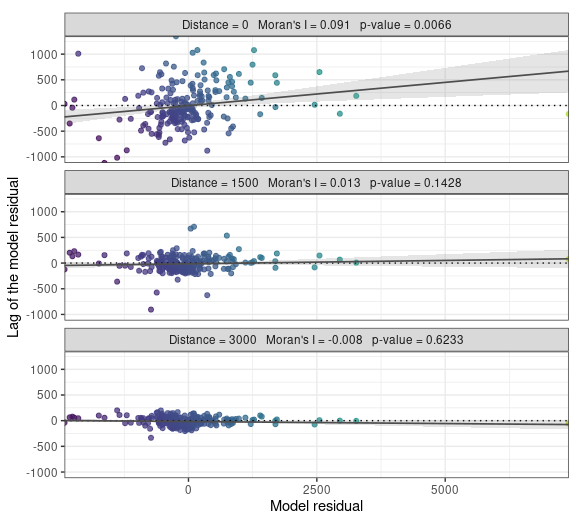 Distance = 0 Moran's I = 0.091 p-value = 0.0066
1000
500
0
-500
-1000
Distance = 1500 Moran's I = 0.013 p-value = 0.1428
1000
500
0
-500
-1000
Distance = 3000 Moran's I = -0.008 p-value = 0.6233
1000
500
0
-500
-1000
Lag of the model residual
0 2500 5000
Model residual